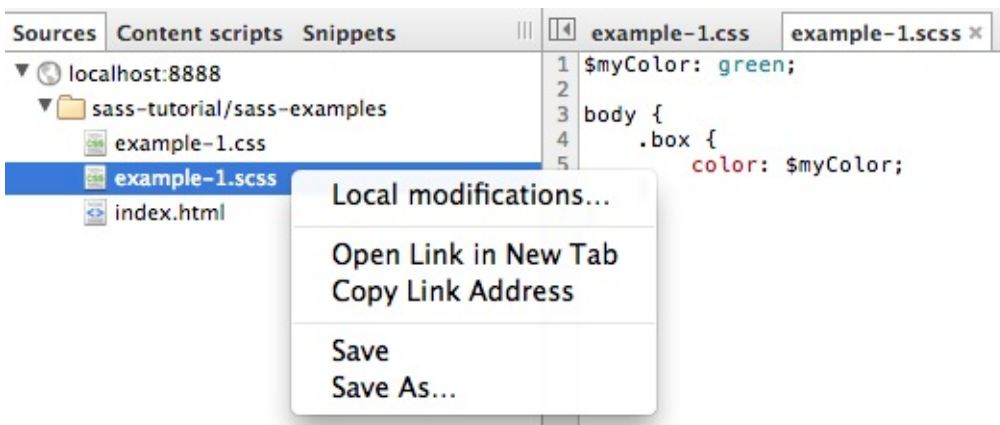 Sources Content scripts Snippets
localhost:8888
sass-tutorial/sass-examples
CSS example-1.css
CSS example-1.scss
<> index.html
example-1.css example-1.scss ×
1 $myColor: green;
2
3 body {
4 .box {
5 color: $myColor;
Local modifications...
Open Link in New Tab
Copy Link Address
Save
Save As...